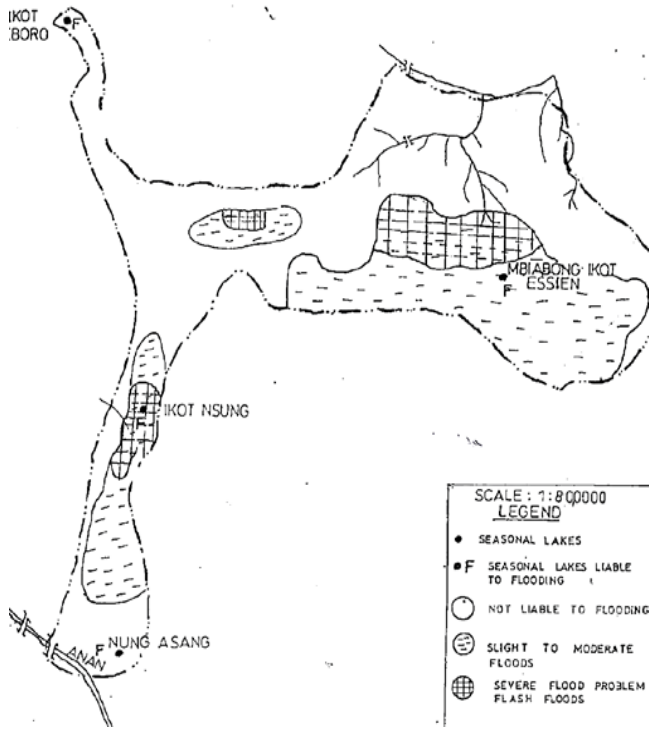 IKOT
EBORO
F
MBIABONG IKOT
ESSIEN
F
IKOT NSUNG
F
F NUNG ASANG
ANAN
SCALE : 1:800000
LEGEND
SEASONAL LAKES
F SEASONAL LAKES LIABLE
TO FLOODING
NOT LIABLE TO FLOODING
SLIGHT TO MODERATE
FLOODS
SEVERE FLOOD PROBLEM
FLASH FLOODS